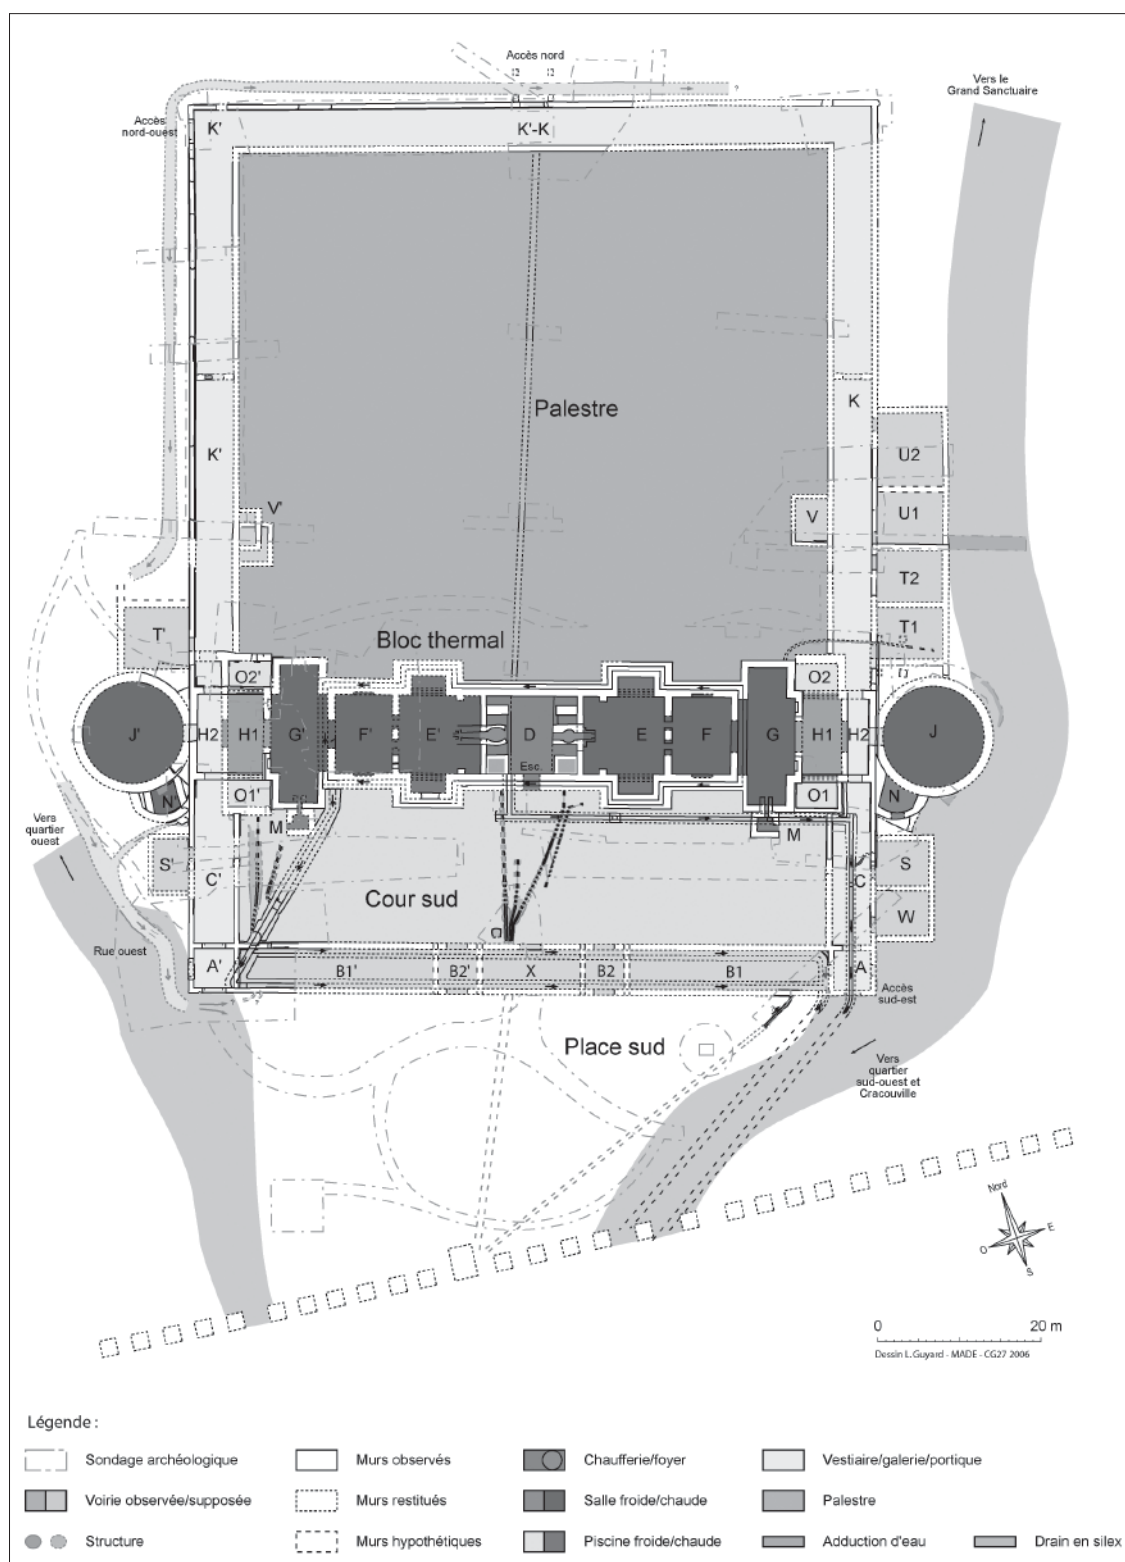 Accès nord
Vers le
Grand Sanctuaire
Accès
nord-ouest
K'
K'-K
Palestre
K
K'
U2
V'
V
U1
T2
T'
T1
Bloc thermal
O2'
O2
J'
H2
H1
G'
F'
E'
D
E
F
G
H1
H2
J
Esc.
N'
O1'
O1
N
Vers
quartier
ouest
M
M
S'
C'
C
S
Cour sud
W
Rue ouest
A'
B1'
B2'
X
B2
B1
A
Accès
sud-est
Place sud
Vers
quartier
sud-ouest et
Cracouville
Nord
O
E
S
0
20 m
Dessin L.Guyard - MADE - CG27 2006
Légende :
Sondage archéologique
Murs observés
Chaufferie/foyer
Vestiaire/galerie/portique
Voirie observée/supposée
Murs restitués
Salle froide/chaude
Palestre
Structure
Murs hypothétiques
Piscine froide/chaude
Adduction d'eau
Drain en silex